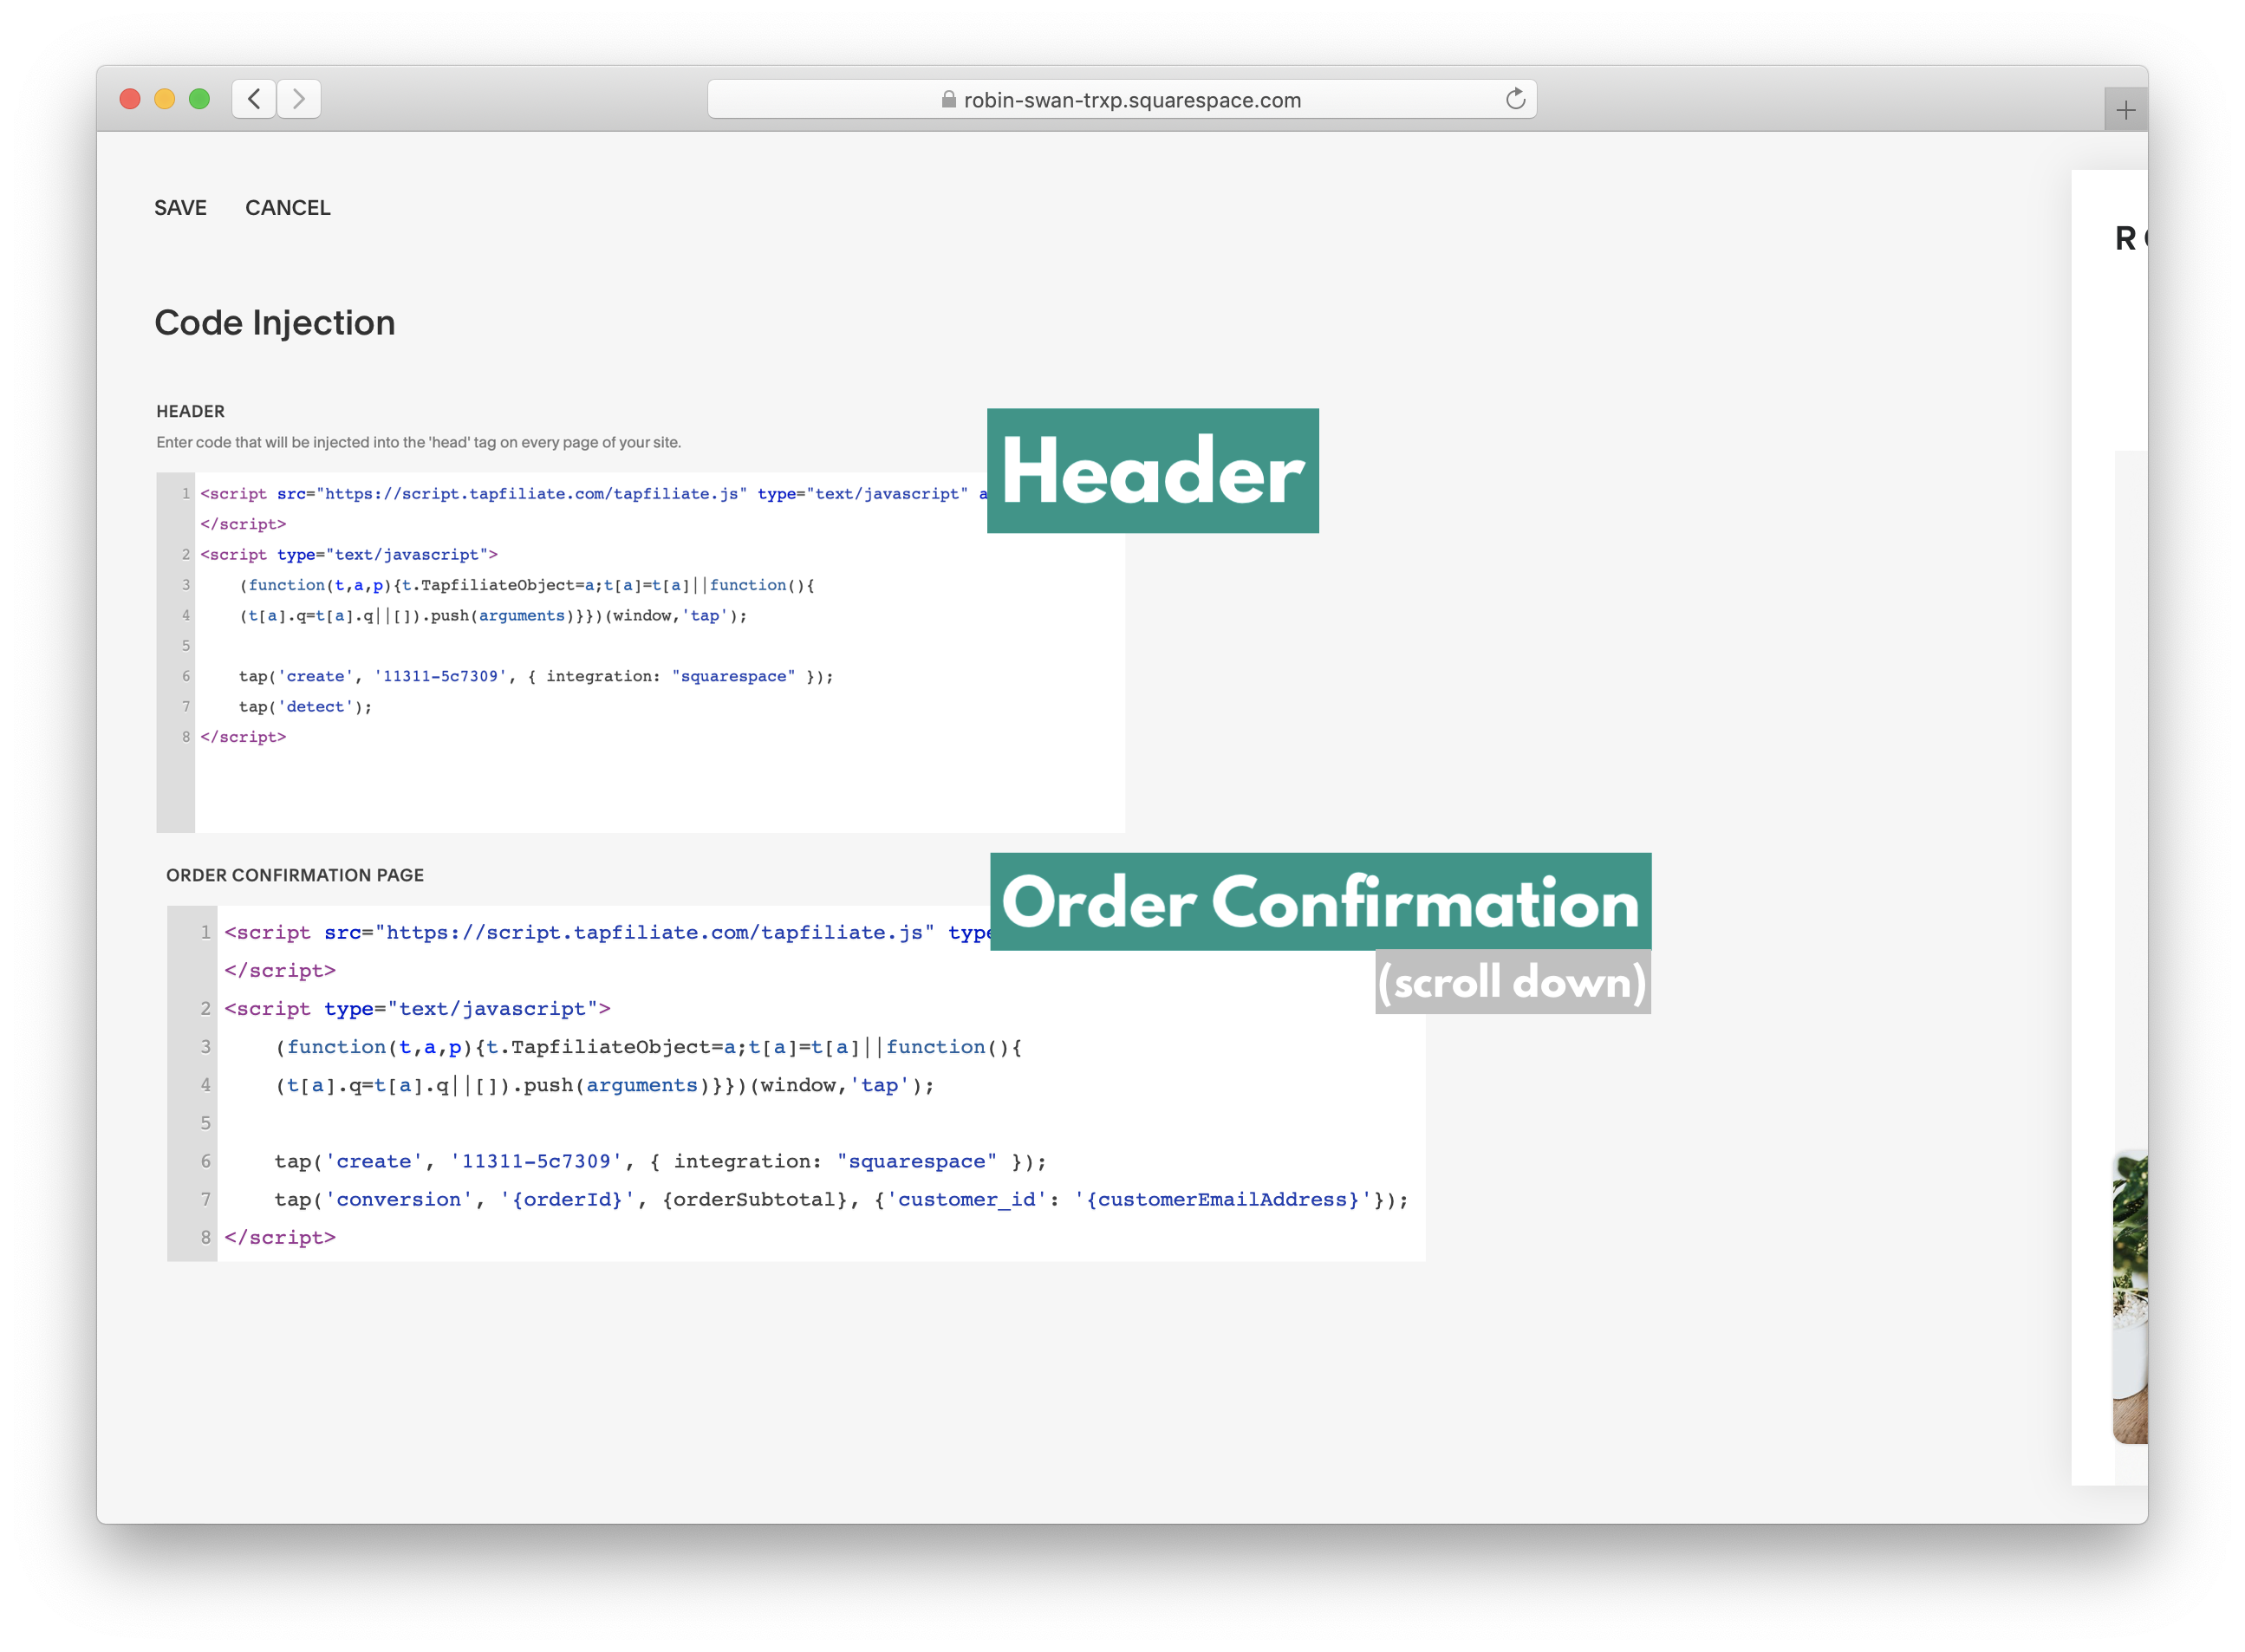 robin-swan-trxp.squarespace.com
SAVE CANCEL
R
Code Injection
HEADER
Enter code that will be injected into the 'head' tag on every page of your site.
Header
1 <script src="https://script.tapfiliate.com/tapfiliate.js" type="text/javascript" a
</script>
2 <script type="text/javascript">
3 (function(t,a,p){t.TapfiliateObject=a;t[a]=t[a]||function(){
4 (t[a].q=t[a].q||[]).push(arguments)}})(window,'tap');
5
6 tap('create', '11311-5c7309', { integration: "squarespace" });
7 tap('detect');
8 </script>
ORDER CONFIRMATION PAGE
Order Confirmation
(scroll down)
1 <script src="https://script.tapfiliate.com/tapfiliate.js" type
</script>
2 <script type="text/javascript">
3 (function(t,a,p){t.TapfiliateObject=a;t[a]=t[a]||function(){
4 (t[a].q=t[a].q||[]).push(arguments)}})(window,'tap');
5
6 tap('create', '11311-5c7309', { integration: "squarespace" });
7 tap('conversion', '{orderId}', {orderSubtotal}, {'customer_id': '{customerEmailAddress}'});
8 </script>